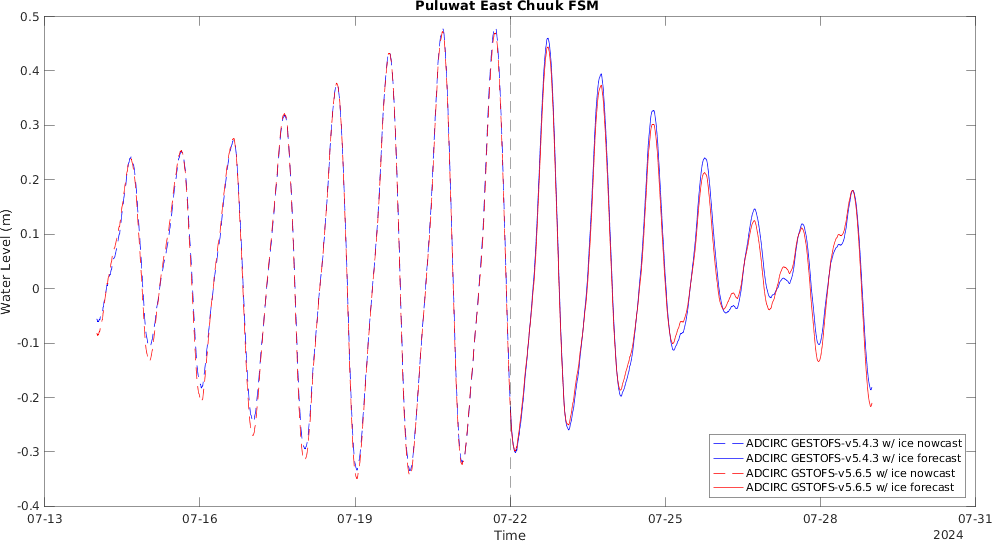 Puluwat East Chuuk FSM
0.5
0.4
0.3
0.2
0.1
0
-0.1
-0.2
-0.3
-0.4
Water Level (m)
07-13
07-16
07-19
07-22
07-25
07-28
07-31
Time
2024
ADCIRC GESTOFS-v5.4.3 w/ ice nowcast
ADCIRC GESTOFS-v5.4.3 w/ ice forecast
ADCIRC GSTOFS-v5.6.5 w/ ice nowcast
ADCIRC GSTOFS-v5.6.5 w/ ice forecast